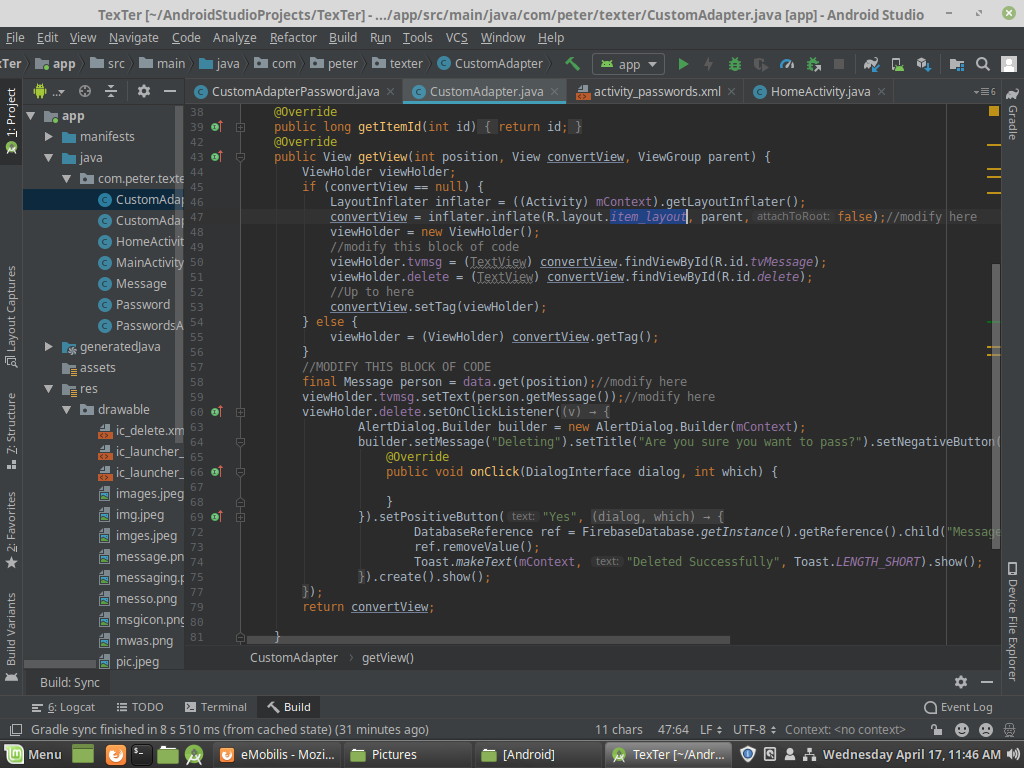 TexTer [~/AndroidStudioProjects/TexTer] - .../app/src/main/java/com/peter/texter/CustomAdapter.java [app] - Android Studio
File Edit View Navigate Code Analyze Refactor Build Run Tools VCS Window Help
Ter app src main java com peter texter CustomAdapter app
1: Project
CustomAdapterPassword.java CustomAdapter.java activity_passwords.xml HomeActivity.java 6
app
manifests
java
com.peter.texte
CustomAdap
CustomAdap
HomeActivit
MainActivity
Message
Password
PasswordsA
generatedJava
assets
res
drawable
ic_delete.xm
ic_launcher_
ic_launcher_
images.jpeg
img.jpeg
imges.jpeg
message.pn
messaging.p
messo.png
msgicon.png
mwas.png
pic.jpeg
Layout Captures
7: Structure
2: Favorites
Build Variants
38 @Override
39 public long getItemId(int id) { return id; }
42 @Override
43 public View getView(int position, View convertView, ViewGroup parent) {
44 ViewHolder viewHolder;
45 if (convertView == null) {
46 LayoutInflater inflater = ((Activity) mContext).getLayoutInflater();
47 convertView = inflater.inflate(R.layout.item_layout, parent, attachToRoot: false);//modify here
48 viewHolder = new ViewHolder();
49 //modify this block of code
50 viewHolder.tvmsg = (TextView) convertView.findViewById(R.id.tvMessage);
51 viewHolder.delete = (TextView) convertView.findViewById(R.id.delete);
52 //Up to here
53 convertView.setTag(viewHolder);
54 } else {
55 viewHolder = (ViewHolder) convertView.getTag();
56 }
57 //MODIFY THIS BLOCK OF CODE
58 final Message person = data.get(position);//modify here
59 viewHolder.tvmsg.setText(person.getMessage());//modify here
60 viewHolder.delete.setOnClickListener((v) → {
63 AlertDialog.Builder builder = new AlertDialog.Builder(mContext);
64 builder.setMessage("Deleting").setTitle("Are you sure you want to pass?").setNegativeButton(
65 @Override
66 public void onClick(DialogInterface dialog, int which) {
67
68 }
69 }).setPositiveButton( text: "Yes", (dialog, which) → {
72 DatabaseReference ref = FirebaseDatabase.getInstance().getReference().child("Message
73 ref.removeValue();
74 Toast.makeText(mContext, text: "Deleted Successfully", Toast.LENGTH_SHORT).show();
75 }).create().show();
77 });
79 return convertView;
80
81 }
CustomAdapter getView()
Gradle
Device File Explorer
Build: Sync
6: Logcat TODO Terminal Build Event Log
Gradle sync finished in 8 s 510 ms (from cached state) (31 minutes ago) 11 chars 47:64 LF UTF-8 Context: <no context>
Menu eMobilis - Mozi... Pictures [Android] TexTer [~/Andr... Wednesday April 17, 11:46 AM